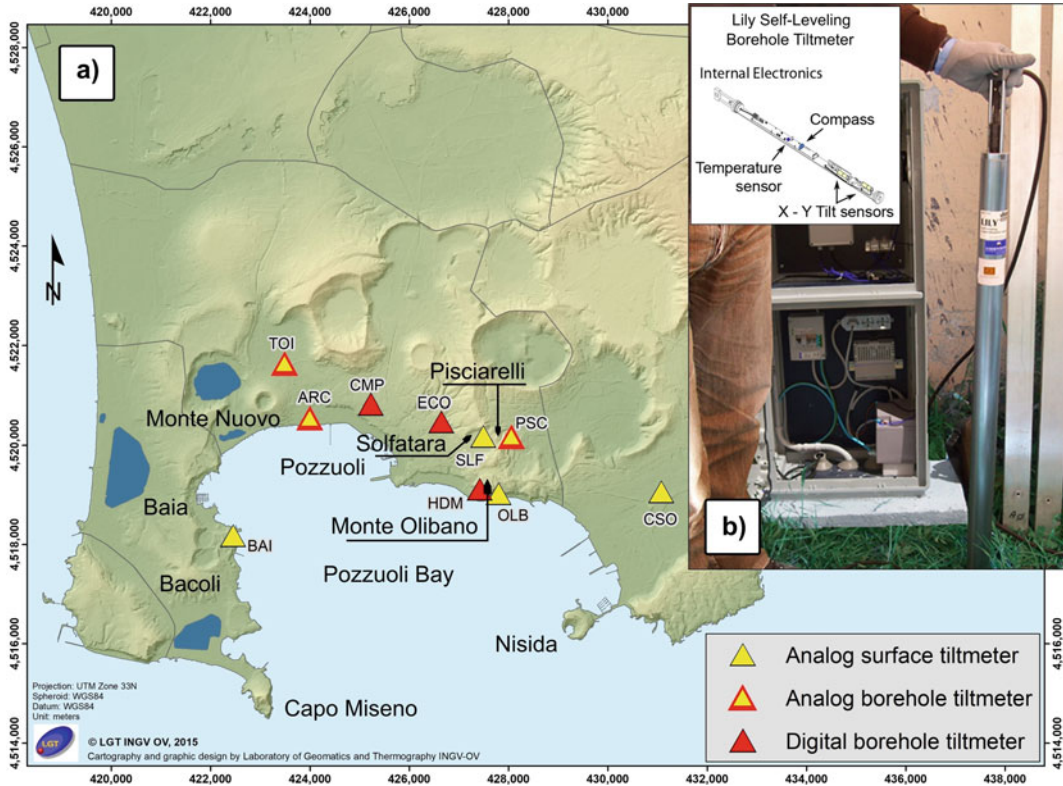 420,000 422,000 424,000 426,000 428,000 430,000
4,528,000
4,526,000
4,524,000
4,522,000
4,520,000
4,518,000
4,516,000
4,514,000
a)
N
TOI
CMP
Pisciarelli
ARC
ECO
PSC
Monte Nuovo
Solfatara
SLF
Pozzuoli
HDM
OLB
CSO
Baia
Monte Olibano
BAI
Bacoli
Pozzuoli Bay
Nisida
Capo Miseno
Projection: UTM Zone 33N
Spheroid: WGS84
Datum: WGS84
Unit: meters
LGT
© LGT INGV OV, 2015
Cartography and graphic design by Laboratory of Geomatics and Thermography INGV-OV
Lily Self-Leveling
Borehole Tiltmeter
Internal Electronics
Compass
Temperature
sensor
X - Y Tilt sensors
LILY
b)
Analog surface tiltmeter
Analog borehole tiltmeter
Digital borehole tiltmeter
4,516,000
4,514,000
420,000 422,000 424,000 426,000 428,000 430,000 432,000 434,000 436,000 438,000